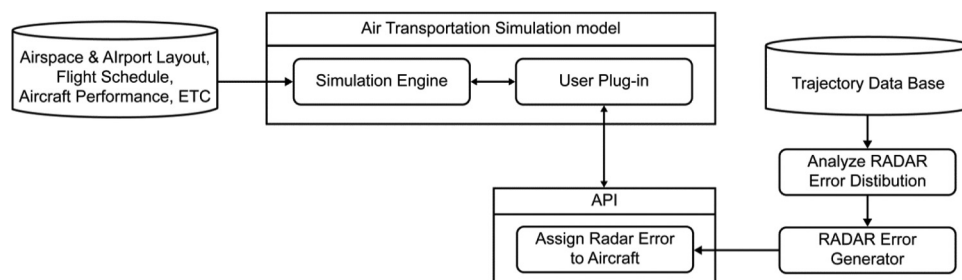 Airspace & AIrport Layout,
Flight Schedule,
Aircraft Performance, ETC
Air Transportation Simulation model
Simulation Engine
User Plug-in
Trajectory Data Base
Analyze RADAR
Error Distibution
API
Assign Radar Error
to Aircraft
RADAR Error
Generator